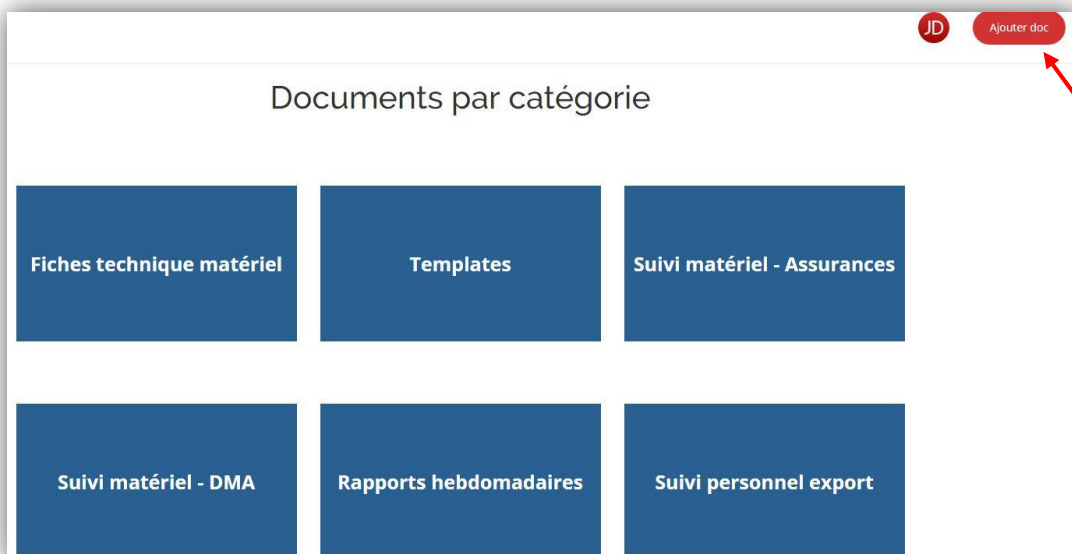 JD
Ajouter doc
Documents par catégorie
Fiches technique matériel
Templates
Suivi matériel - Assurances
Suivi matériel - DMA
Rapports hebdomadaires
Suivi personnel export